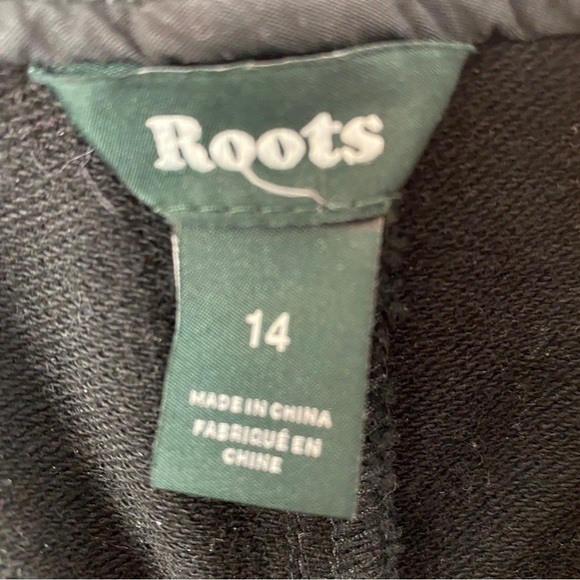 Roots
14
MADE IN CHINA
FABRIQUÉ EN
CHINE